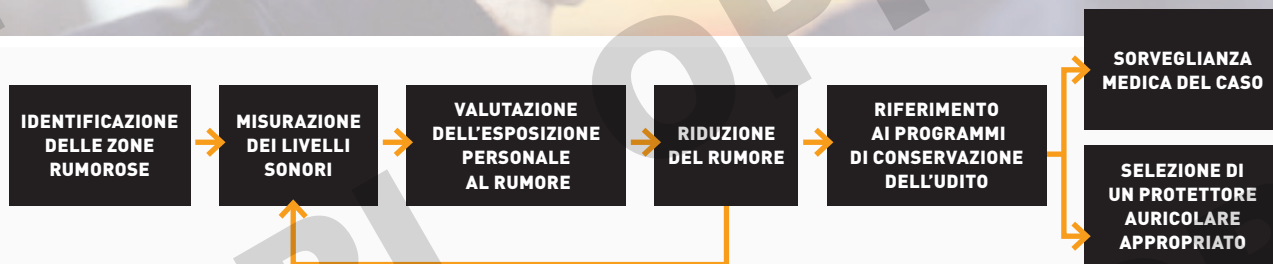 IDENTIFICAZIONE
DELLE ZONE
RUMOROSE
MISURAZIONE
DEI LIVELLI
SONORI
VALUTAZIONE
DELL'ESPOSIZIONE
PERSONALE
AL RUMORE
RIDUZIONE
DEL RUMORE
RIFERIMENTO
AI PROGRAMMI
DI CONSERVAZIONE
DELL'UDITO
SORVEGLIANZA
MEDICA DEL CASO
SELEZIONE DI
UN PROTETTORE
AURICOLARE
APPROPRIATO